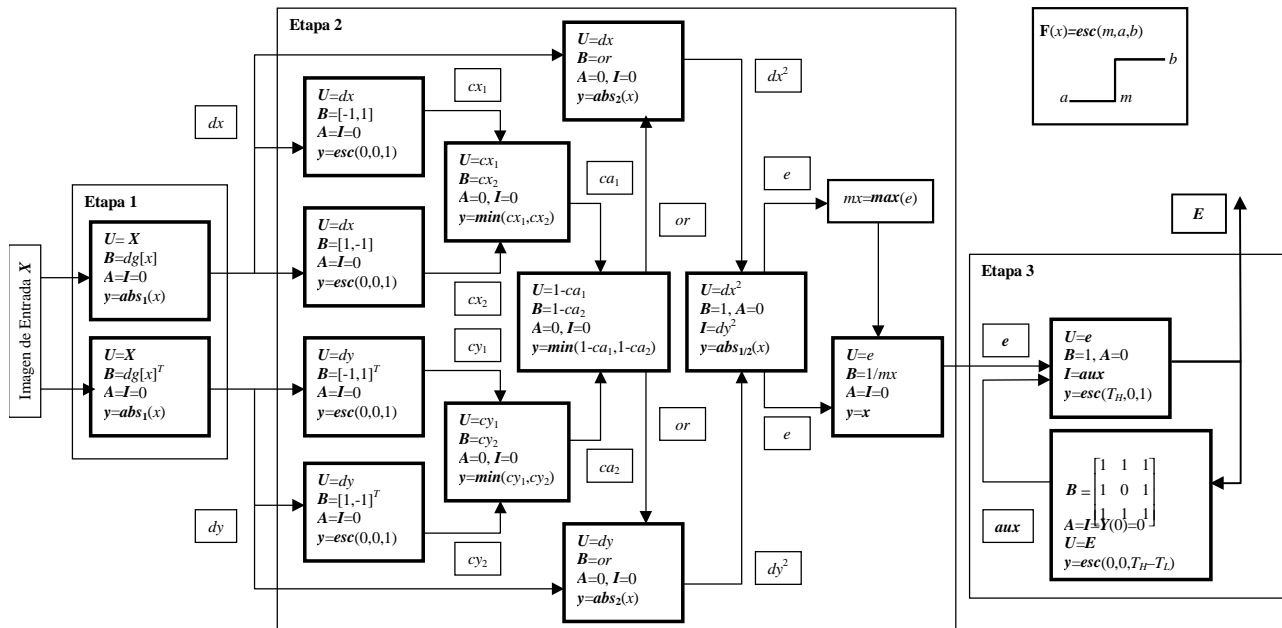 Imagen de Entrada X
Etapa 1
U= X
B=dg[x]
A=I=0
y=abs₁(x)
U=X
B=dg[x]ᵀ
A=I=0
y=abs₁(x)
dx
dy
Etapa 2
U=dx
B=[-1,1]
A=I=0
y=esc(0,0,1)
U=dx
B=[1,-1]
A=I=0
y=esc(0,0,1)
U=dy
B=[-1,1]ᵀ
A=I=0
y=esc(0,0,1)
U=dy
B=[1,-1]ᵀ
A=I=0
y=esc(0,0,1)
cx₁
U=cx₁
B=cx₂
A=0, I=0
y=min(cx₁,cx₂)
cx₂
cy₁
U=cy₁
B=cy₂
A=0, I=0
y=min(cy₁,cy₂)
cy₂
U=dx
B=or
A=0, I=0
y=abs₂(x)
ca₁
U=1-ca₁
B=1-ca₂
A=0, I=0
y=min(1-ca₁,1-ca₂)
ca₂
U=dy
B=or
A=0, I=0
y=abs₂(x)
or
or
dx²
U=dx²
B=1, A=0
I=dy²
y=abs₁/₂(x)
dy²
e
e
mx=max(e)
U=e
B=1/mx
A=I=0
y=x
F(x)=esc(m,a,b)
a
m
b
E
Etapa 3
e
U=e
B=1, A=0
I=aux
y=esc(T_H,0,1)
aux
B =
1 1 1
1 0 1
1 1 1
A=I=Y(0)=0
U=E
y=esc(0,0,T_H–T_L)